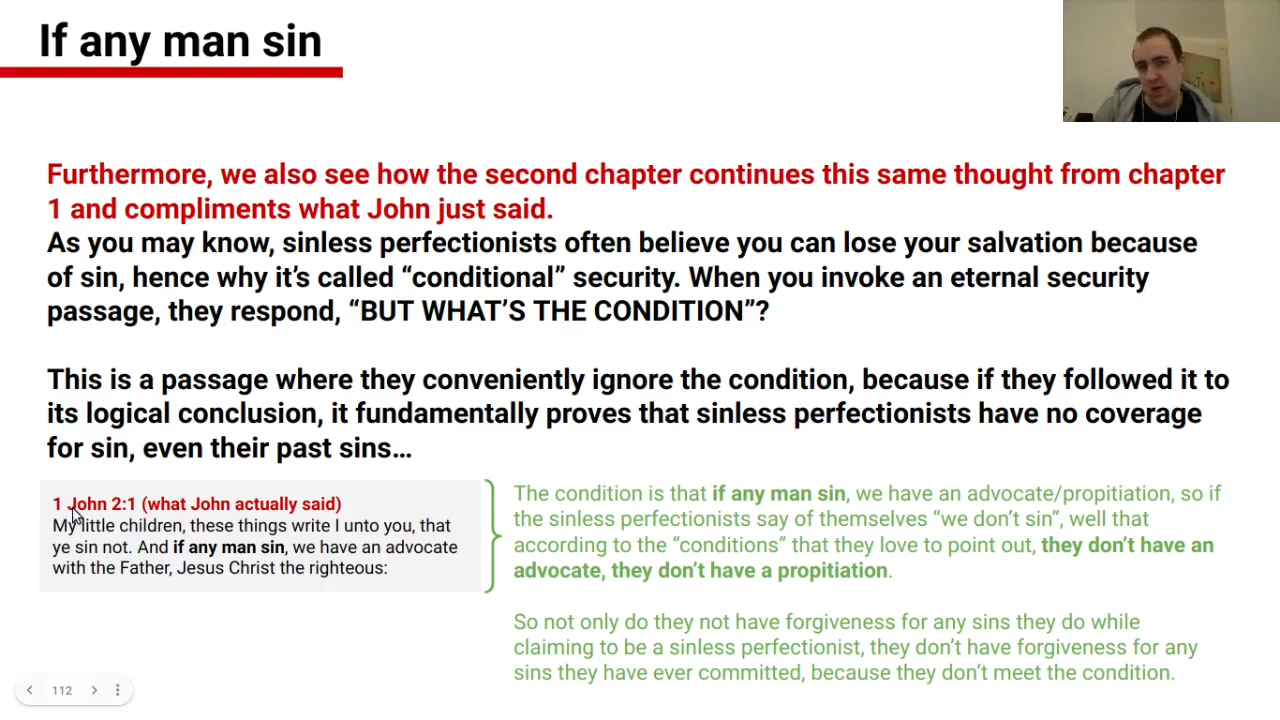 If any man sin
Furthermore, we also see how the second chapter continues this same thought from chapter
1 and compliments what John just said.
As you may know, sinless perfectionists often believe you can lose your salvation because
of sin, hence why it's called “conditional” security. When you invoke an eternal security
passage, they respond, “BUT WHAT'S THE CONDITION”?
This is a passage where they conveniently ignore the condition, because if they followed it to
its logical conclusion, it fundamentally proves that sinless perfectionists have no coverage
for sin, even their past sins…
1 John 2:1 (what John actually said)
My little children, these things write I unto you, that
ye sin not. And if any man sin, we have an advocate
with the Father, Jesus Christ the righteous:
The condition is that if any man sin, we have an advocate/propitiation, so if
the sinless perfectionists say of themselves “we don't sin”, well that
according to the “conditions” that they love to point out, they don't have an
advocate, they don't have a propitiation.
So not only do they not have forgiveness for any sins they do while
claiming to be a sinless perfectionist, they don't have forgiveness for any
sins they have ever committed, because they don't meet the condition.
112